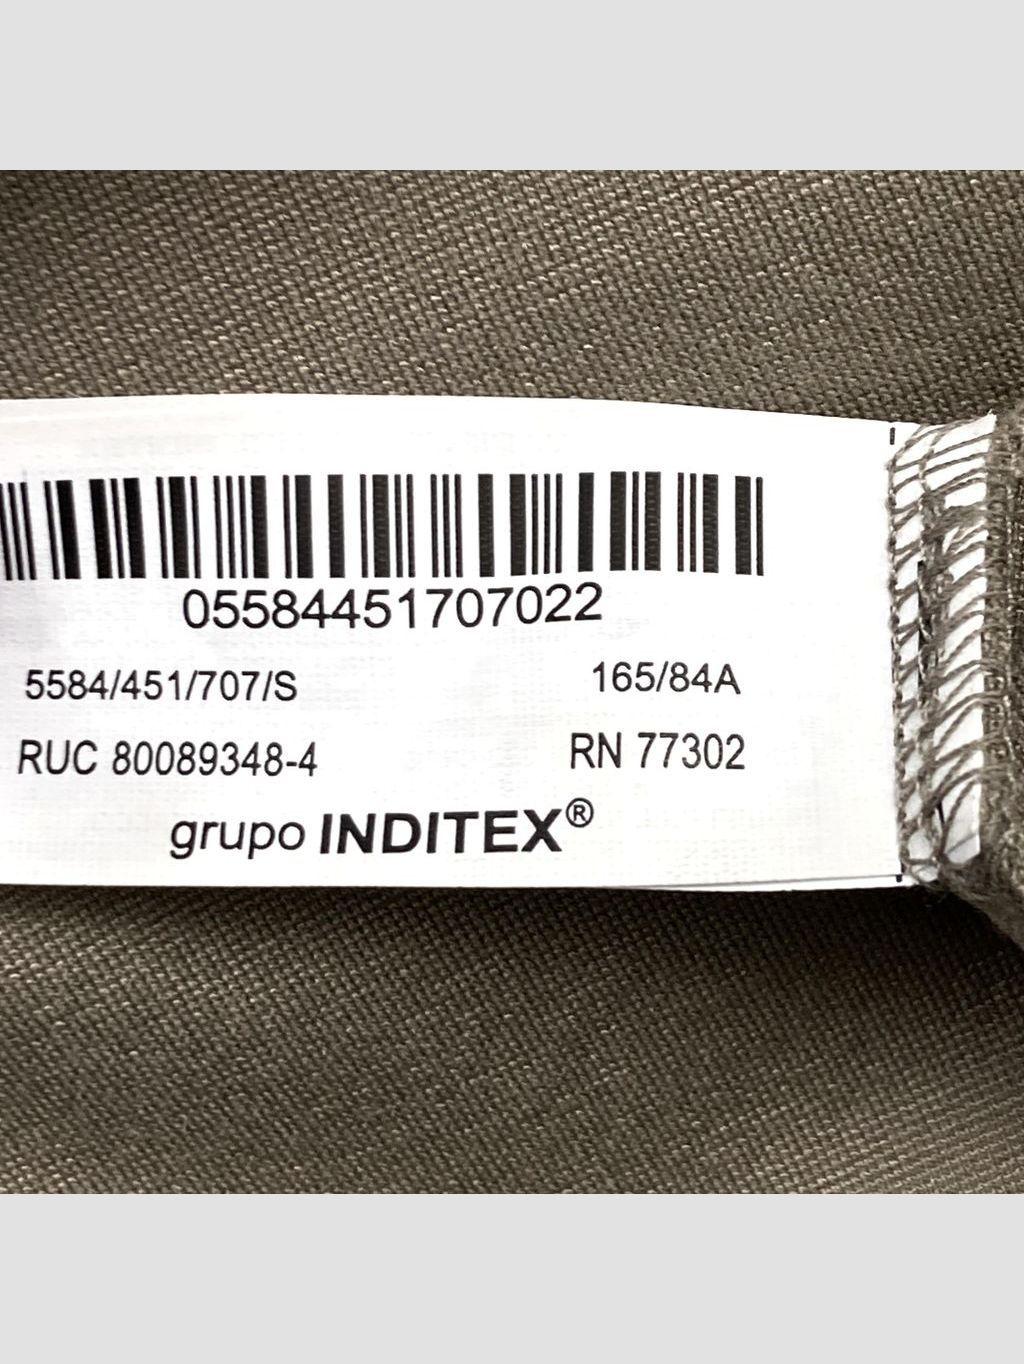 05584451707022
5584/451/707/S 165/84A
RUC 80089348-4 RN 77302
grupo INDITEX®